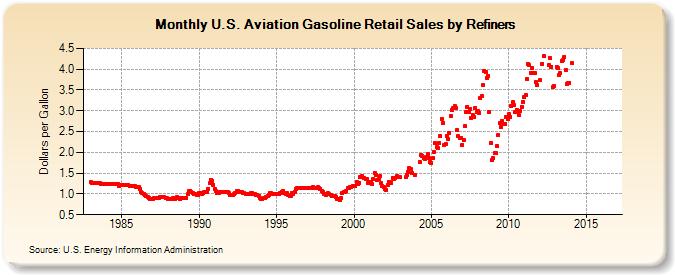 Monthly U.S. Aviation Gasoline Retail Sales by Refiners
Dollars per Gallon
4.5
4.0
3.5
3.0
2.5
2.0
1.5
1.0
0.5
1985 1990 1995 2000 2005 2010 2015
Source: U.S. Energy Information Administration